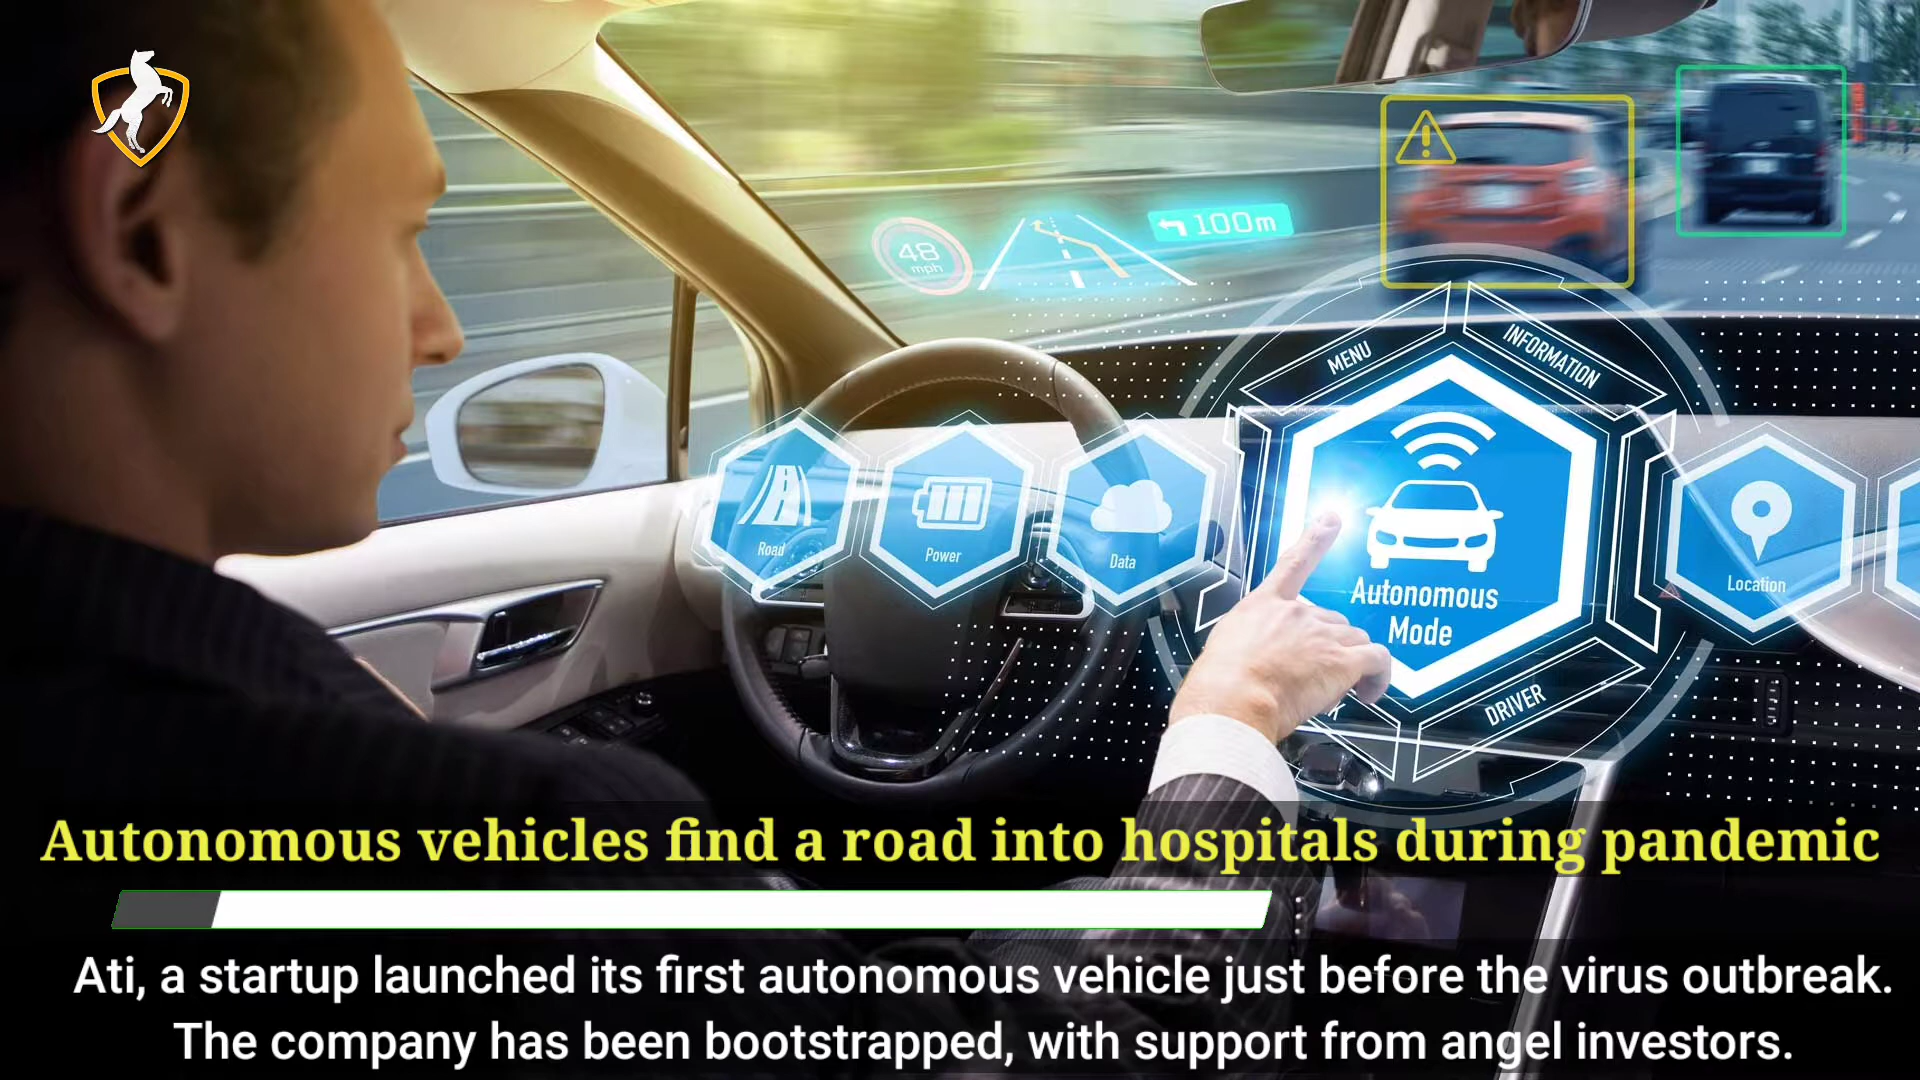 48
mph
100m
MENU
INFORMATION
Road
Power
Data
Autonomous
Mode
Location
DRIVER
Autonomous vehicles find a road into hospitals during pandemic
Ati, a startup launched its first autonomous vehicle just before the virus outbreak.
The company has been bootstrapped, with support from angel investors.